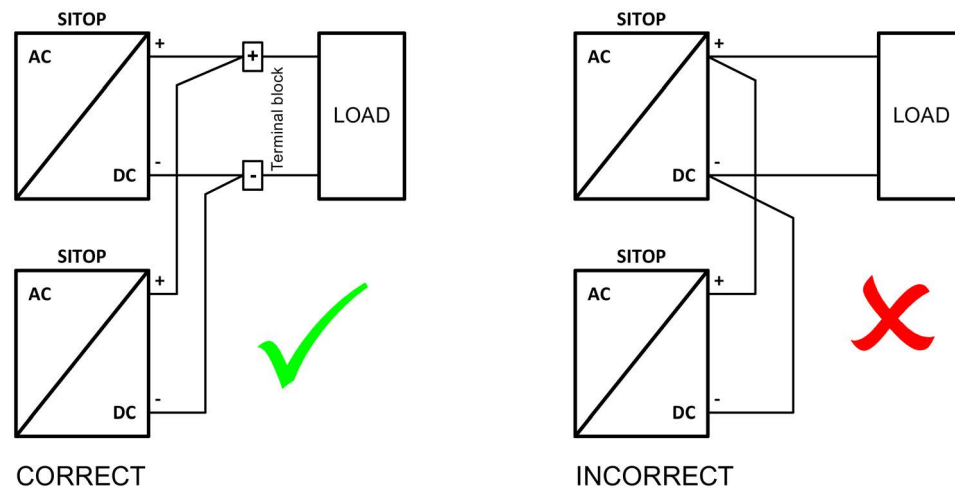 SITOP
AC
+
+
Terminal block
LOAD
-
-
DC
SITOP
AC
+
-
DC
CORRECT
SITOP
AC
+
LOAD
-
DC
SITOP
AC
+
-
DC
INCORRECT